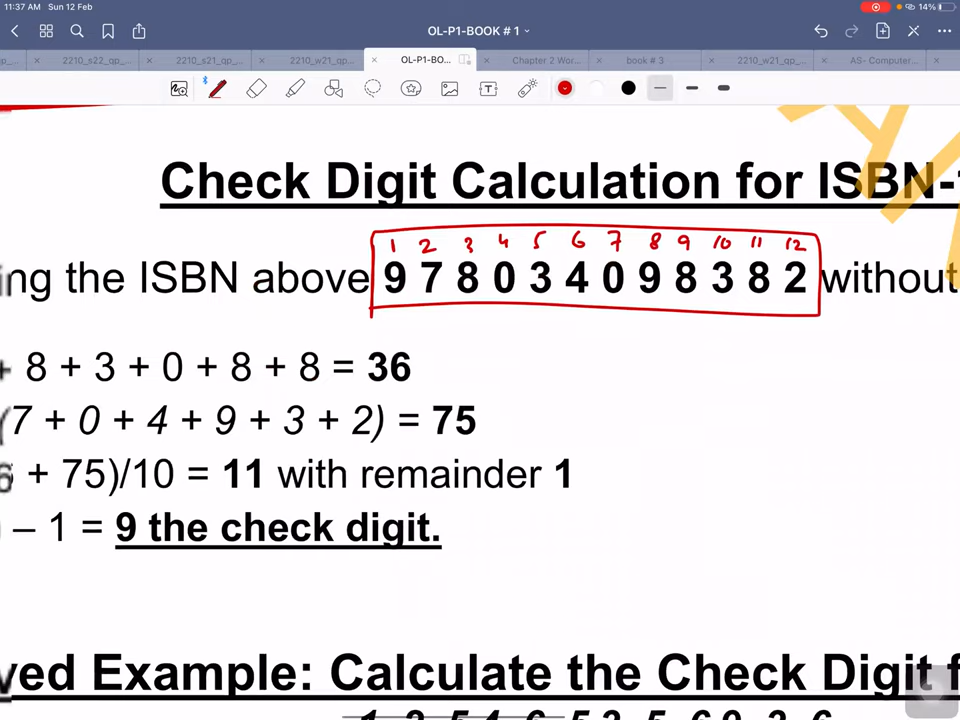 11:37 AM Sun 12 Feb
14%
OL-P1-BOOK # 1
2210_s22_qp_... 2210_s21_qp_... 2210_w21_qp_... OL-P1-BO... Chapter 2 Wor... book # 3 2210_w21_qp_... AS- Computer...
Check Digit Calculation for ISBN-
1 2 3 4 5 6 7 8 9 10 11 12
ing the ISBN above 9 7 8 0 3 4 0 9 8 3 8 2 without
+ 8 + 3 + 0 + 8 + 8 = 36
(7 + 0 + 4 + 9 + 3 + 2) = 75
6 + 75)/10 = 11 with remainder 1
– 1 = 9 the check digit.
ved Example: Calculate the Check Digit f